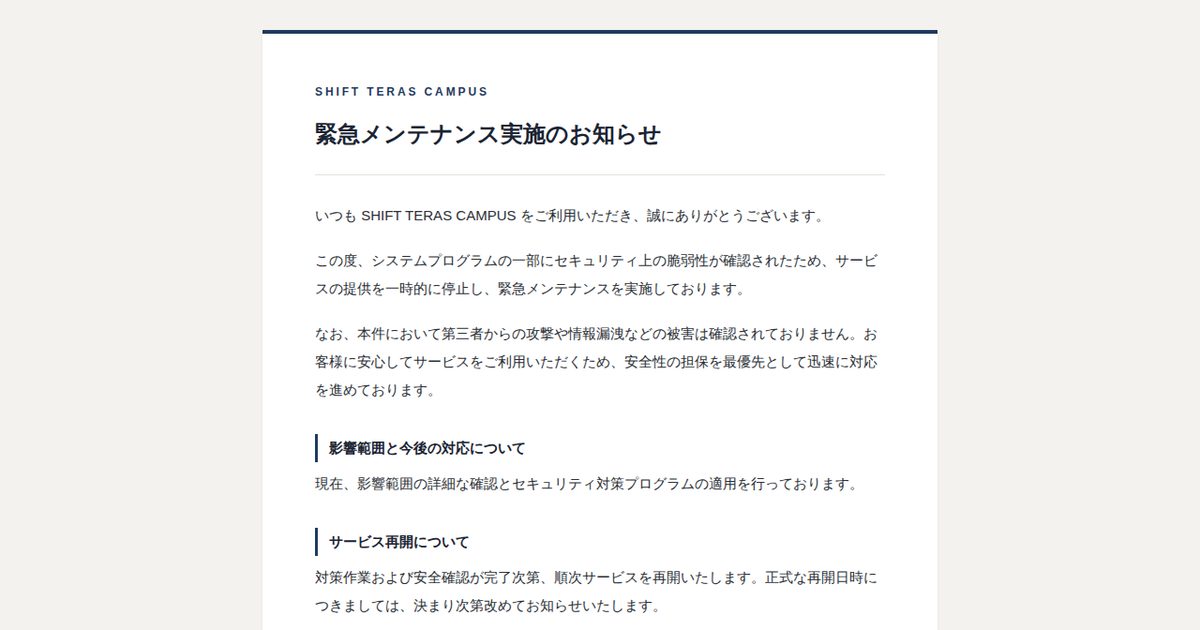 SHIFT TERAS CAMPUS
緊急メンテナンス実施のお知らせ
いつも SHIFT TERAS CAMPUS をご利用いただき、誠にありがとうございます。
この度、システムプログラムの一部にセキュリティ上の脆弱性が確認されたため、サービ
スの提供を一時的に停止し、緊急メンテナンスを実施しております。
なお、本件において第三者からの攻撃や情報漏洩などの被害は確認されておりません。お
客様に安心してサービスをご利用いただくため、安全性の担保を最優先として迅速に対応
を進めております。
影響範囲と今後の対応について
現在、影響範囲の詳細な確認とセキュリティ対策プログラムの適用を行っております。
サービス再開について
対策作業および安全確認が完了次第、順次サービスを再開いたします。正式な再開日時に
つきましては、決まり次第改めてお知らせいたします。